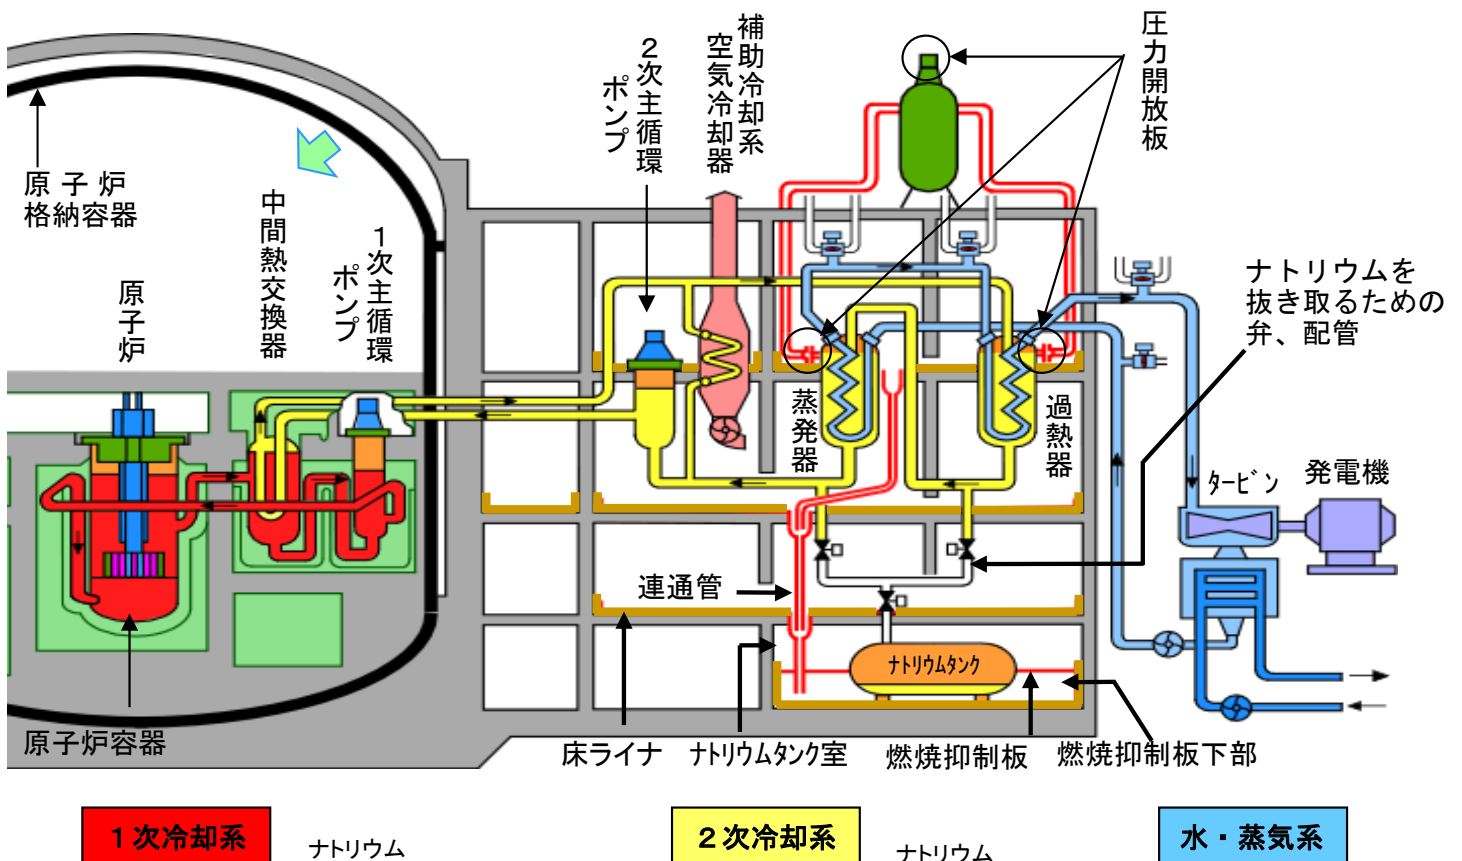 原子炉
格納容器
原子炉
中間熱交換器
1次主循環
ポンプ
2次主循環
ポンプ
補助冷却系
空気冷却器
圧力開放板
ナトリウムを
抜き取るための
弁、配管
蒸発器
過熱器
タービン
発電機
連通管
ナトリウムタンク
原子炉容器
床ライナ
ナトリウムタンク室
燃焼抑制板
燃焼抑制板下部
1次冷却系
ナトリウム
2次冷却系
ナトリウム
水・蒸気系